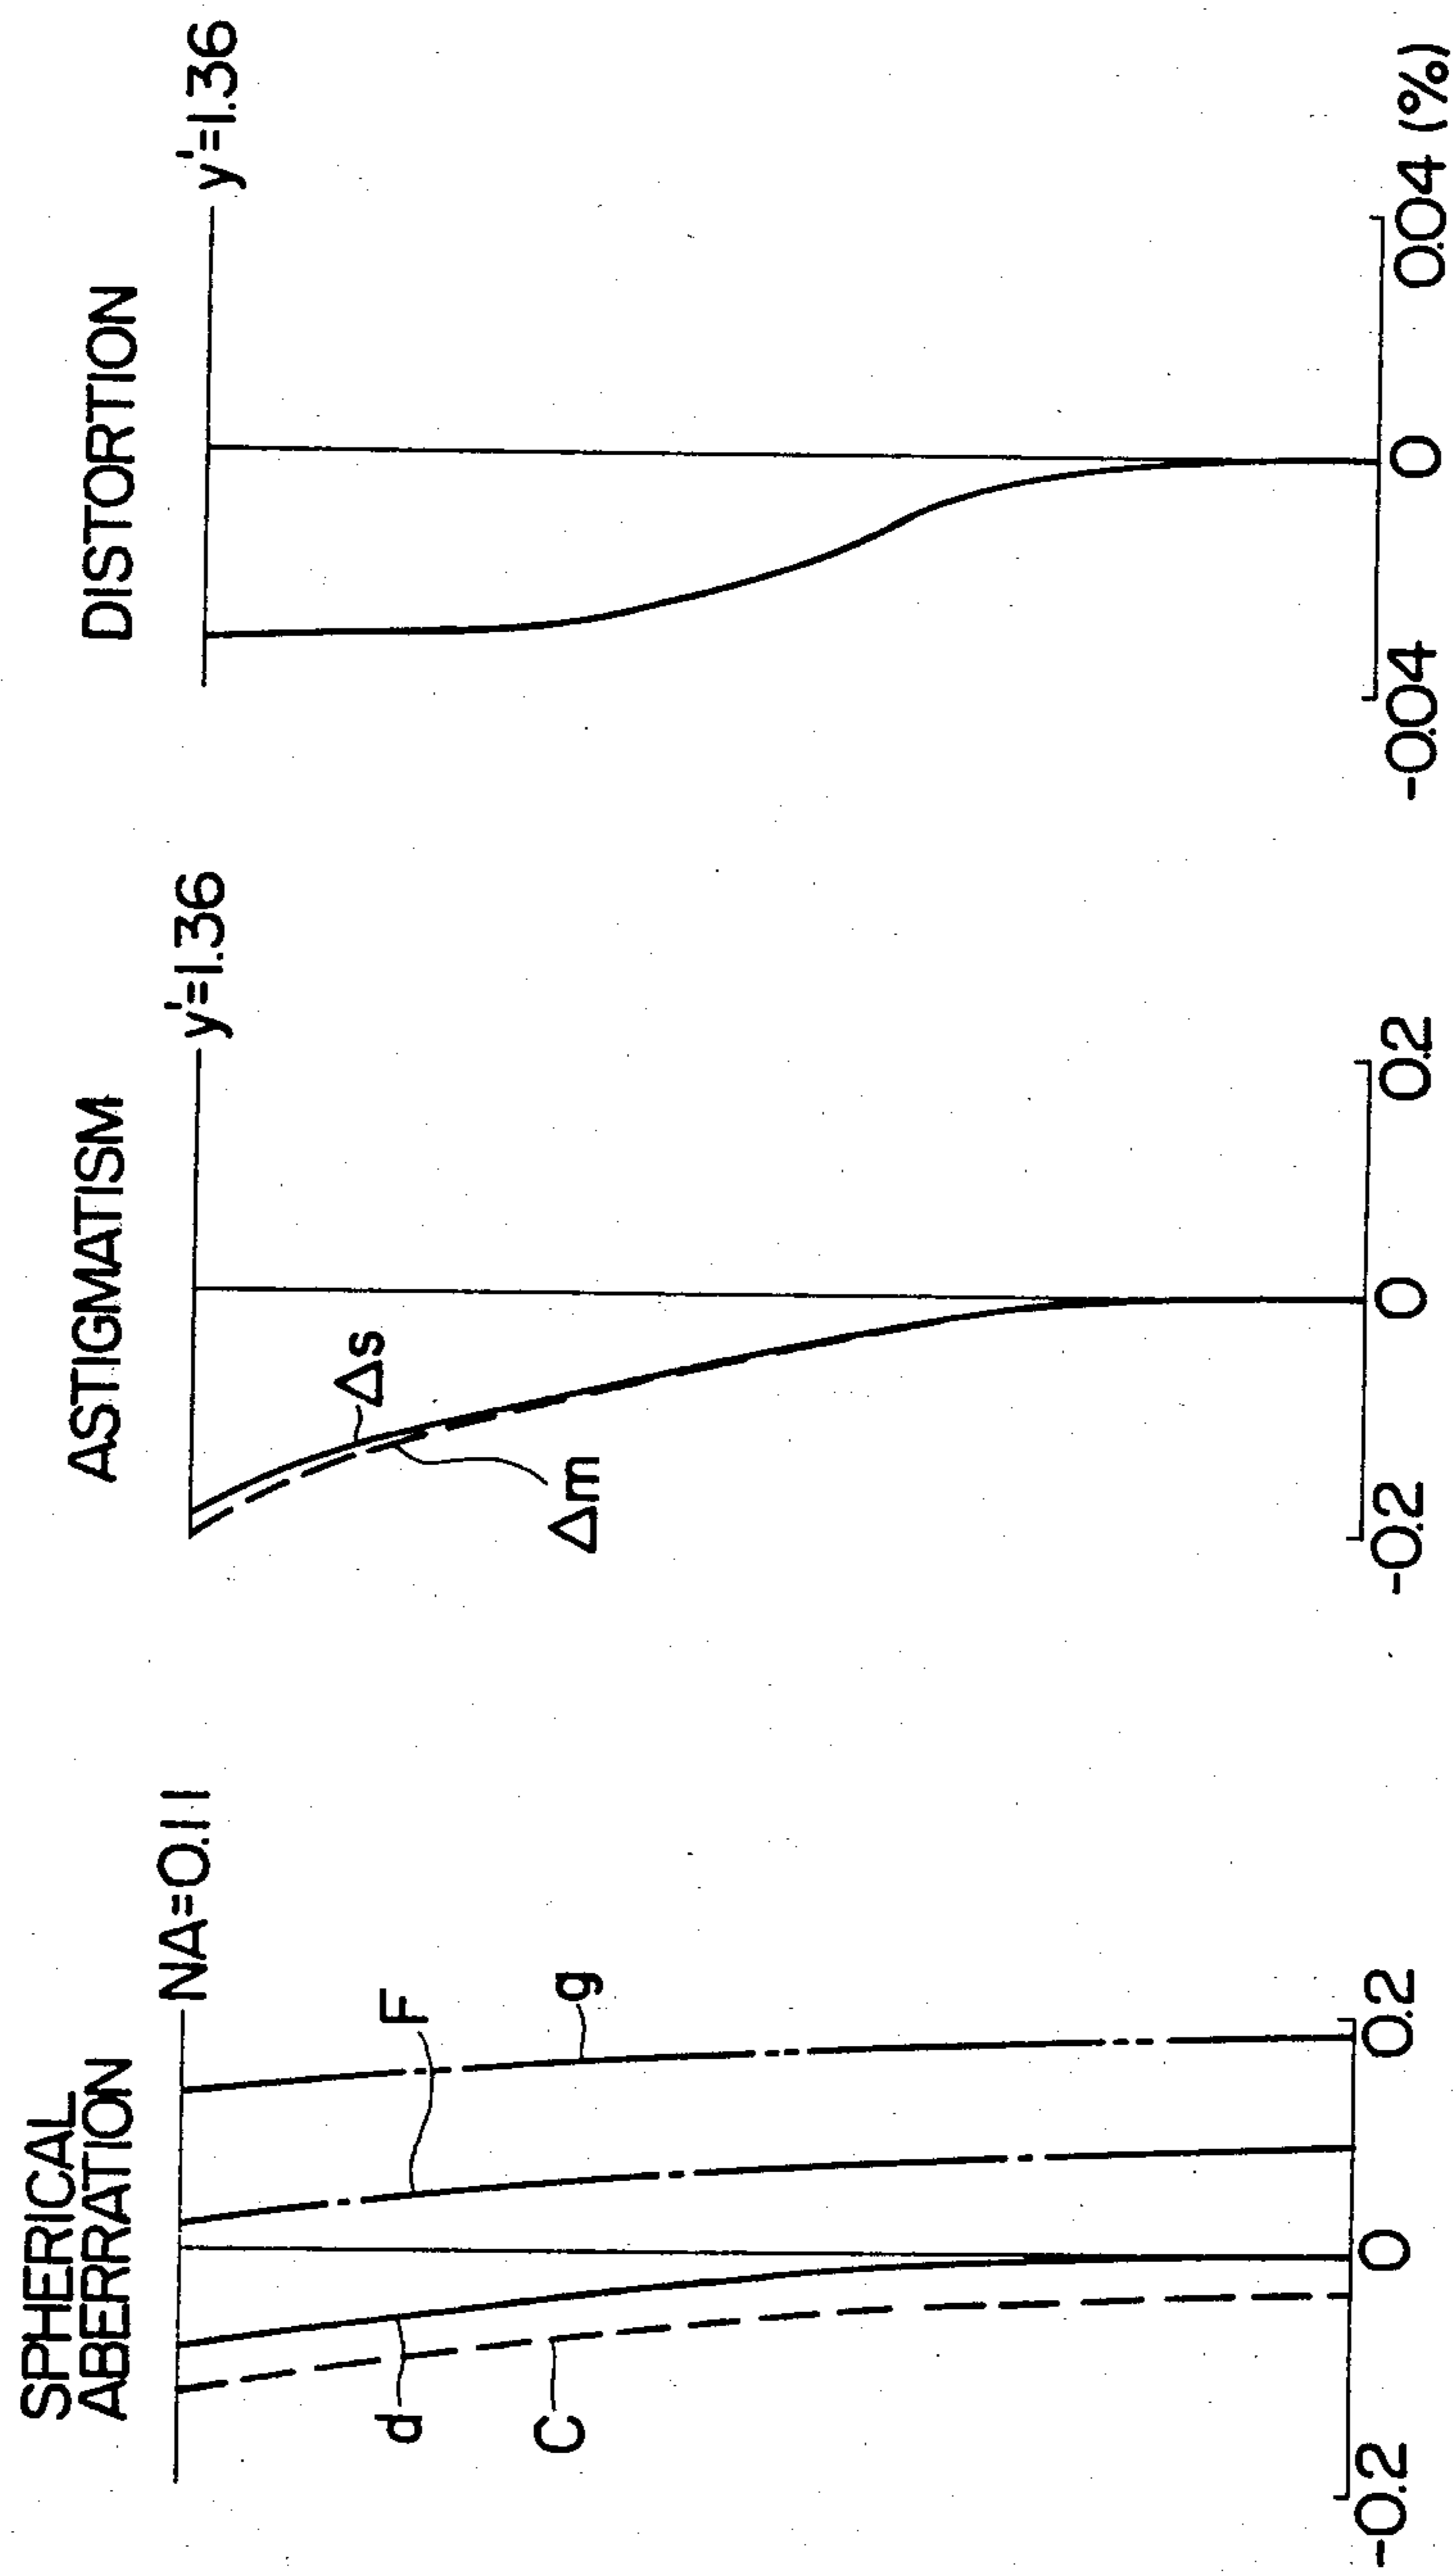 SPHERICAL
ABERRATION
NA=0.11
F
g
d
C
-0.2
0
0.2
ASTIGMATISM
y'=1.36
Δs
Δm
-0.2
0
0.2
DISTORTION
y'=1.36
-0.04
0
0.04 (%)